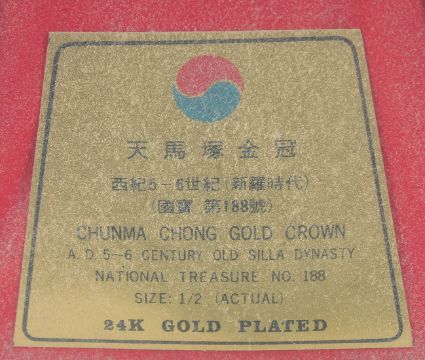 天馬塚金冠
西紀5-6世紀(新羅時代)
(國寶 第188號)
CHUNMA CHONG GOLD CROWN
A.D. 5-6 CENTURY OLD SILLA DYNASTY
NATIONAL TREASURE NO. 188
SIZE: 1/2 (ACTUAL)
24K GOLD PLATED